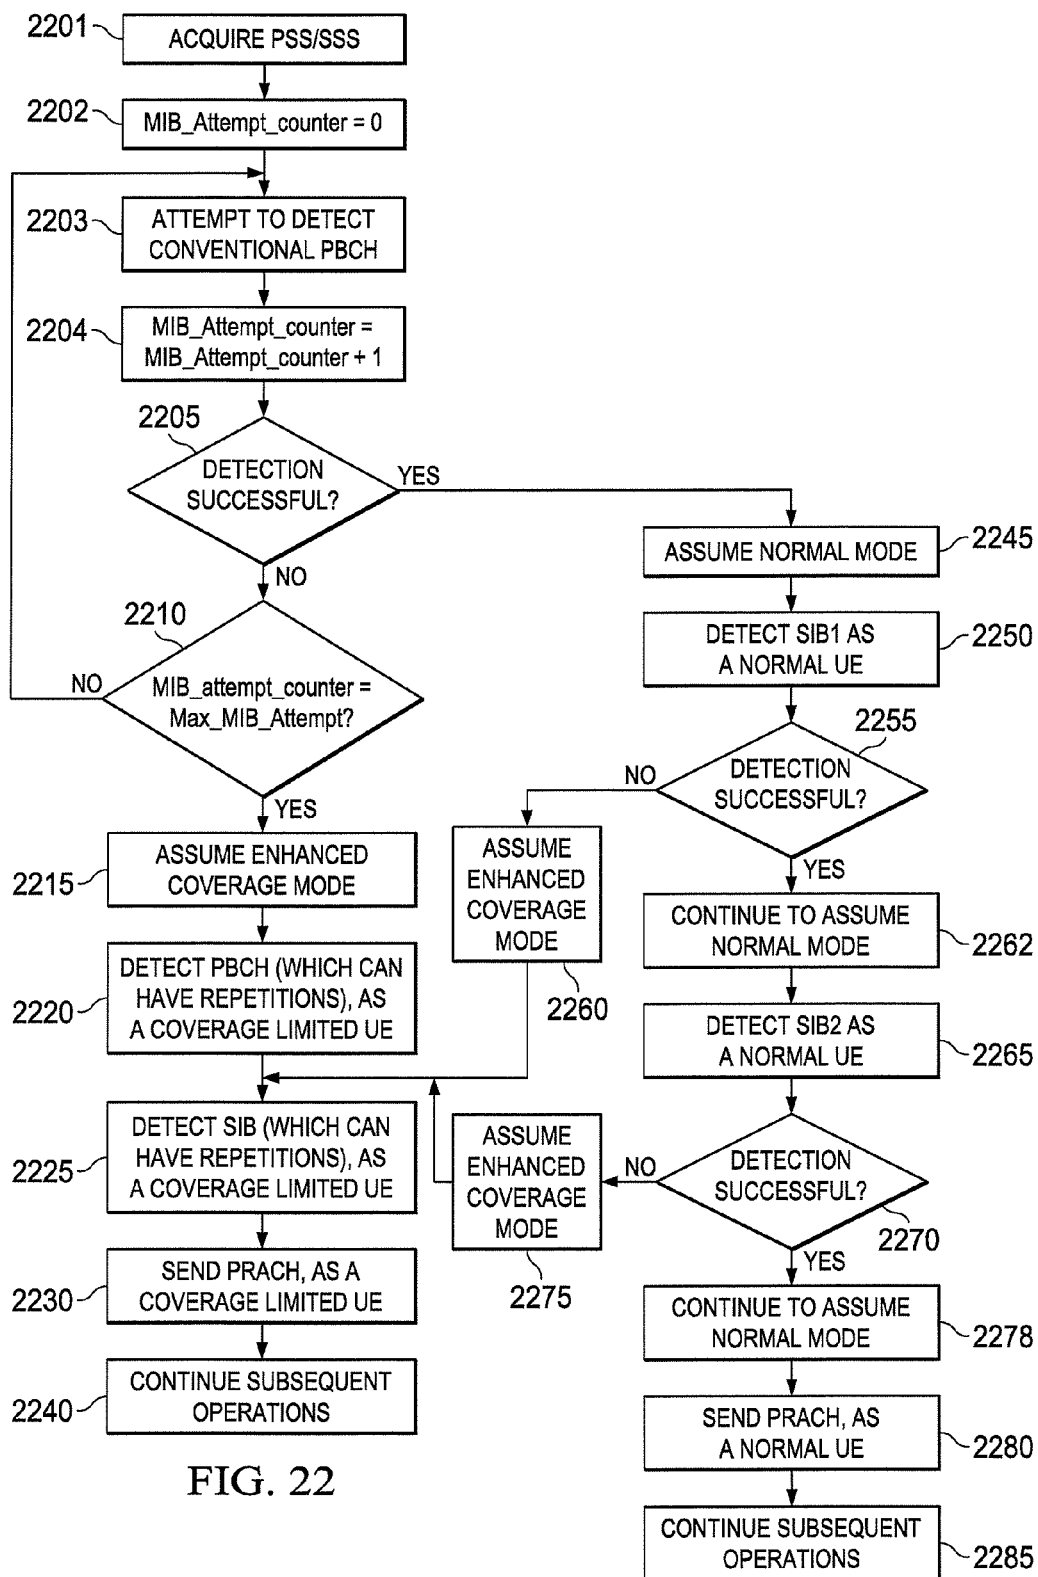 2201
ACQUIRE PSS/SSS
2202
MIB_Attempt_counter = 0
2203
ATTEMPT TO DETECT
CONVENTIONAL PBCH
2204
MIB_Attempt_counter =
MIB_Attempt_counter + 1
2205
DETECTION
SUCCESSFUL?
YES
NO
2210
MIB_attempt_counter =
Max_MIB_Attempt?
NO
YES
2215
ASSUME ENHANCED
COVERAGE MODE
2220
DETECT PBCH (WHICH CAN
HAVE REPETITIONS), AS
A COVERAGE LIMITED UE
2225
DETECT SIB (WHICH CAN
HAVE REPETITIONS), AS
A COVERAGE LIMITED UE
2230
SEND PRACH, AS A
COVERAGE LIMITED UE
2240
CONTINUE SUBSEQUENT
OPERATIONS
ASSUME NORMAL MODE
2245
DETECT SIB1 AS
A NORMAL UE
2250
2255
DETECTION
SUCCESSFUL?
NO
YES
ASSUME
ENHANCED
COVERAGE
MODE
2260
CONTINUE TO ASSUME
NORMAL MODE
2262
DETECT SIB2 AS
A NORMAL UE
2265
DETECTION
SUCCESSFUL?
2270
NO
YES
ASSUME
ENHANCED
COVERAGE
MODE
2275
CONTINUE TO ASSUME
NORMAL MODE
2278
SEND PRACH, AS
A NORMAL UE
2280
CONTINUE SUBSEQUENT
OPERATIONS
2285
FIG. 22